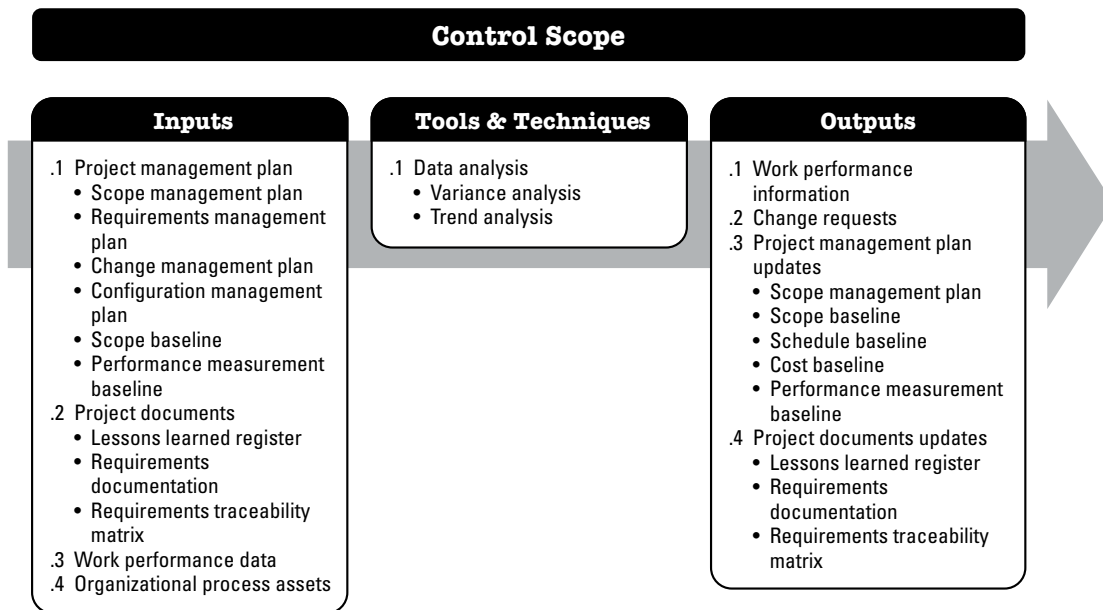 Control Scope
Inputs
.1 Project management plan
• Scope management plan
• Requirements management
plan
• Change management plan
• Configuration management
plan
• Scope baseline
• Performance measurement
baseline
.2 Project documents
• Lessons learned register
• Requirements
documentation
• Requirements traceability
matrix
.3 Work performance data
.4 Organizational process assets
Tools & Techniques
.1 Data analysis
• Variance analysis
• Trend analysis
Outputs
.1 Work performance
information
.2 Change requests
.3 Project management plan
updates
• Scope management plan
• Scope baseline
• Schedule baseline
• Cost baseline
• Performance measurement
baseline
.4 Project documents updates
• Lessons learned register
• Requirements
documentation
• Requirements traceability
matrix